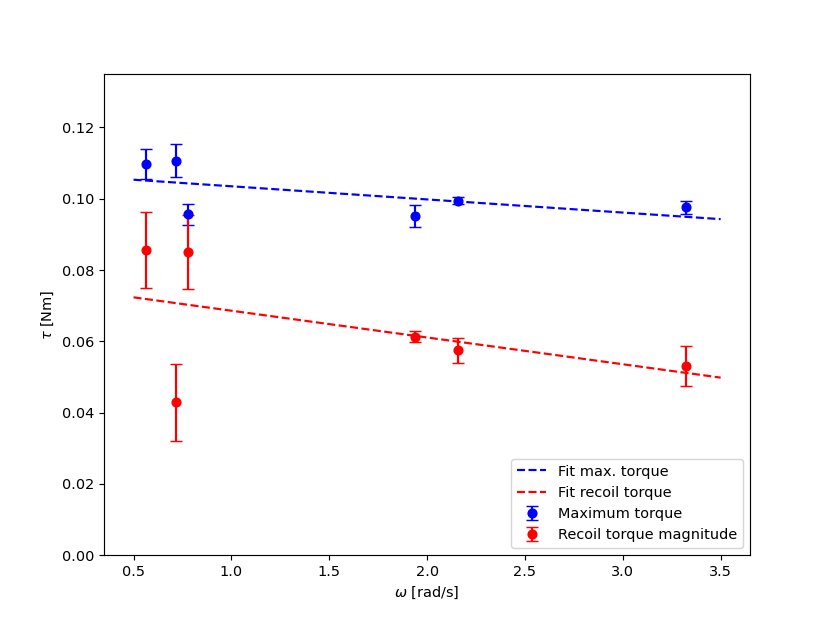 0.12
0.10
0.08
0.06
0.04
0.02
0.00
τ [Nm]
0.5 1.0 1.5 2.0 2.5 3.0 3.5
ω [rad/s]
Fit max. torque
Fit recoil torque
Maximum torque
Recoil torque magnitude